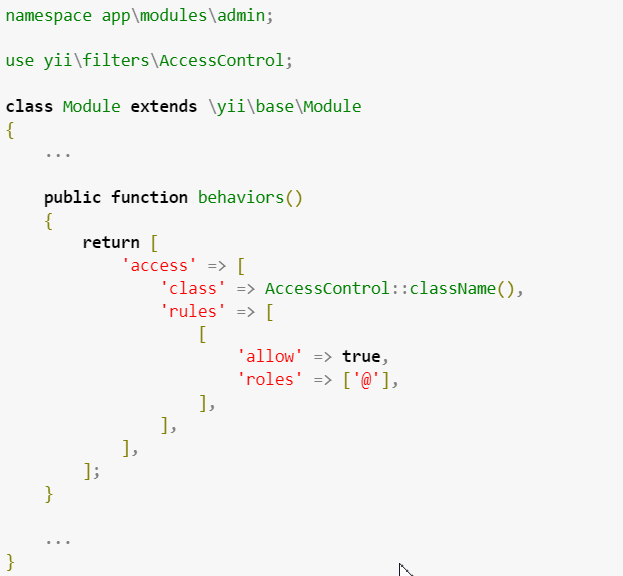 namespace app\modules\admin;
use yii\filters\AccessControl;
class Module extends \yii\base\Module
{
    ...
    public function behaviors()
    {
        return [
            'access' => [
                'class' => AccessControl::className(),
                'rules' => [
                    [
                        'allow' => true,
                        'roles' => ['@'],
                    ],
                ],
            ],
        ];
    }
    ...
}